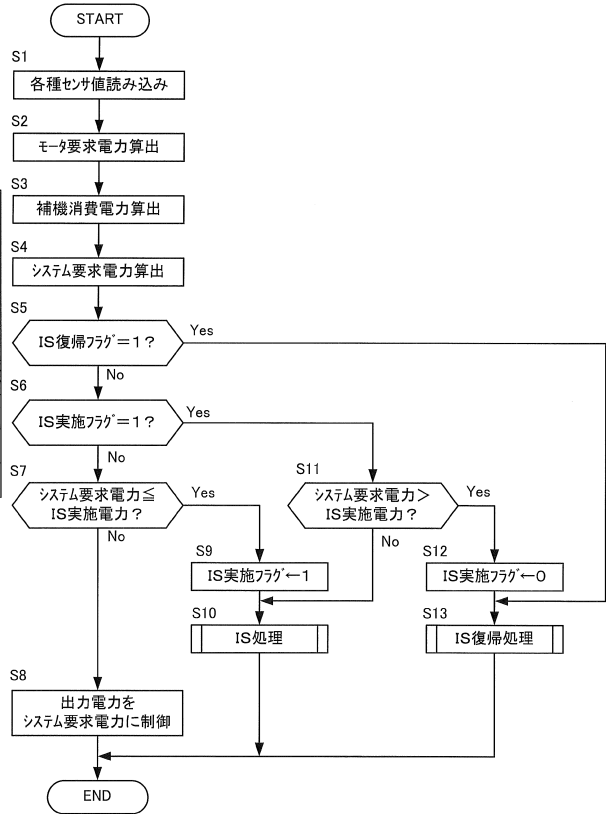 START
S1
各種センサ値読み込み
S2
モータ要求電力算出
S3
補機消費電力算出
S4
システム要求電力算出
S5
IS復帰フラグ=1?
Yes
No
S6
IS実施フラグ=1?
Yes
No
S7
システム要求電力≦
IS実施電力?
Yes
No
S11
システム要求電力>
IS実施電力?
Yes
No
S9
IS実施フラグ←1
S12
IS実施フラグ←0
S10
IS処理
S13
IS復帰処理
S8
出力電力を
システム要求電力に制御
END